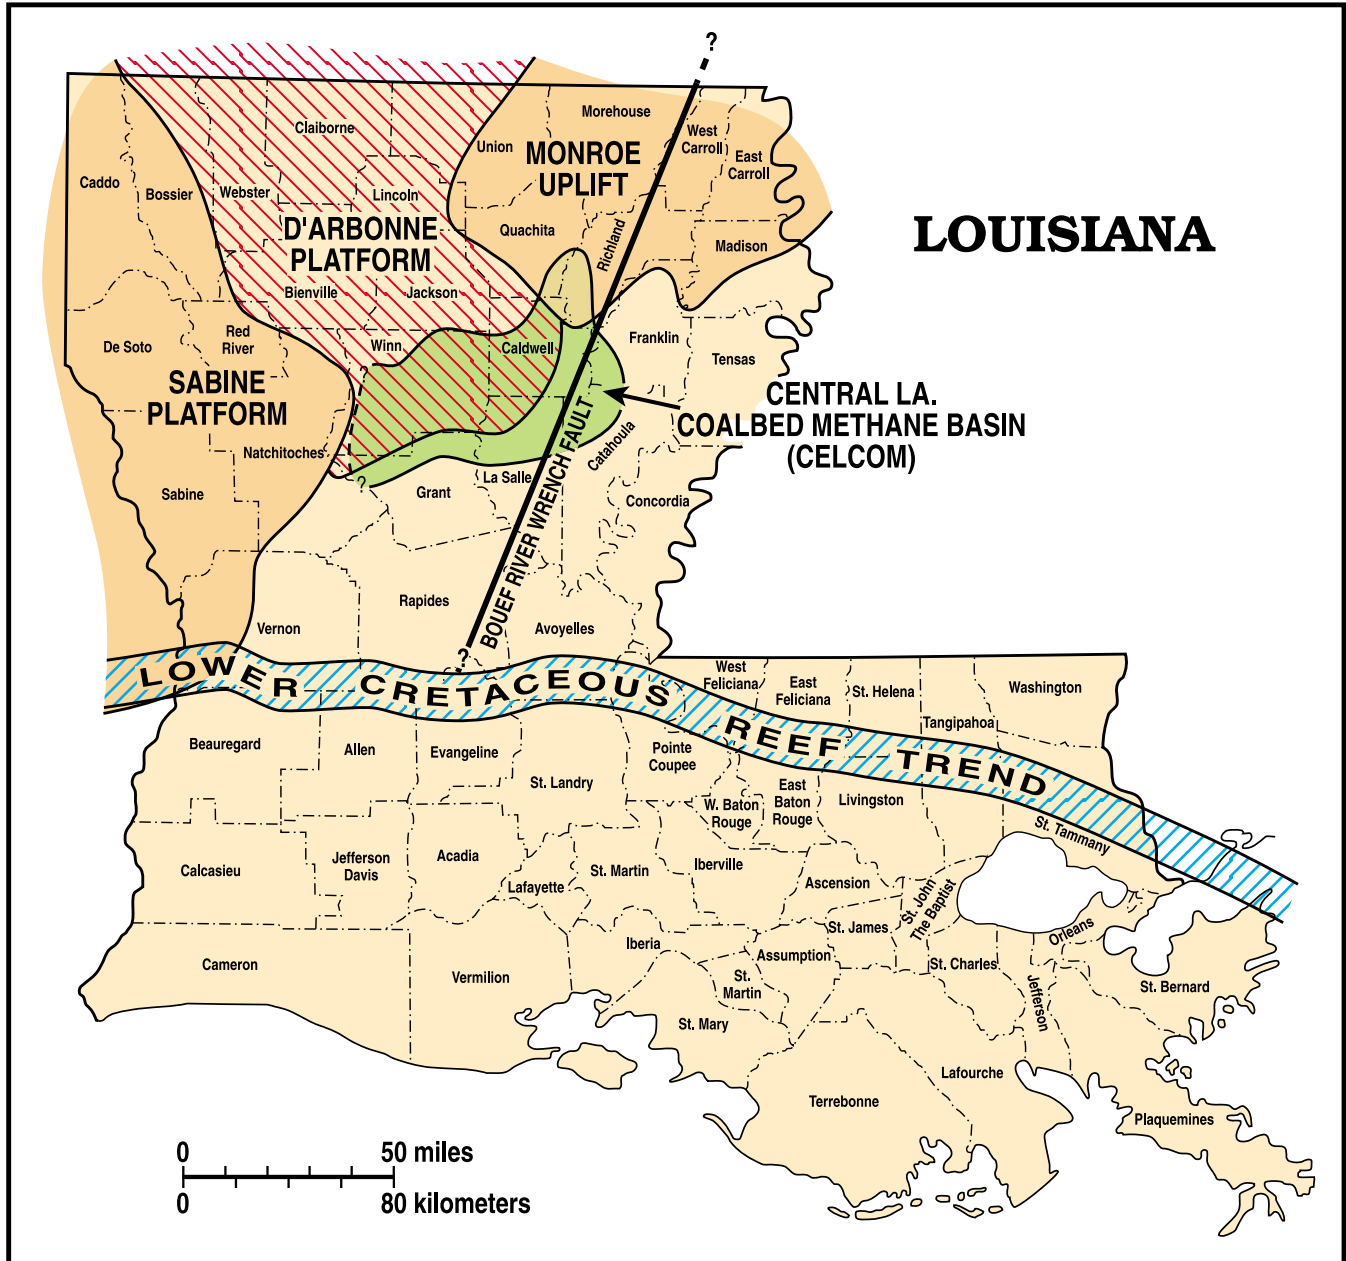 ?
Morehouse
Claiborne
West
Carroll
Union
MONROE
UPLIFT
East
Carroll
Caddo
Bossier
Webster
Lincoln
LOUISIANA
D'ARBONNE
PLATFORM
Quachita
Richland
Madison
Bienville
Jackson
Red
River
De Soto
Winn
Caldwell
Franklin
Tensas
?
SABINE
PLATFORM
CENTRAL LA.
COALBED METHANE BASIN
(CELCOM)
Natchitoches
Catahoula
?
La Salle
Grant
Sabine
Concordia
BOUEF RIVER WRENCH FAULT
Rapides
Vernon
Avoyelles
?
LOWER CRETACEOUS REEF TREND
West
Feliciana
East
Feliciana
St. Helena
Washington
Tangipahoa
Beauregard
Allen
Evangeline
Pointe
Coupee
St. Landry
W. Baton
Rouge
East
Baton
Rouge
Livingston
St. Tammany
Calcasieu
Jefferson
Davis
Acadia
Lafayette
St. Martin
Iberville
Ascension
St. John
The Baptist
St. James
Orleans
Iberia
Assumption
Cameron
Vermilion
St.
Martin
St. Charles
Jefferson
St. Bernard
St. Mary
Lafourche
Terrebonne
Plaquemines
0 50 miles
0 80 kilometers